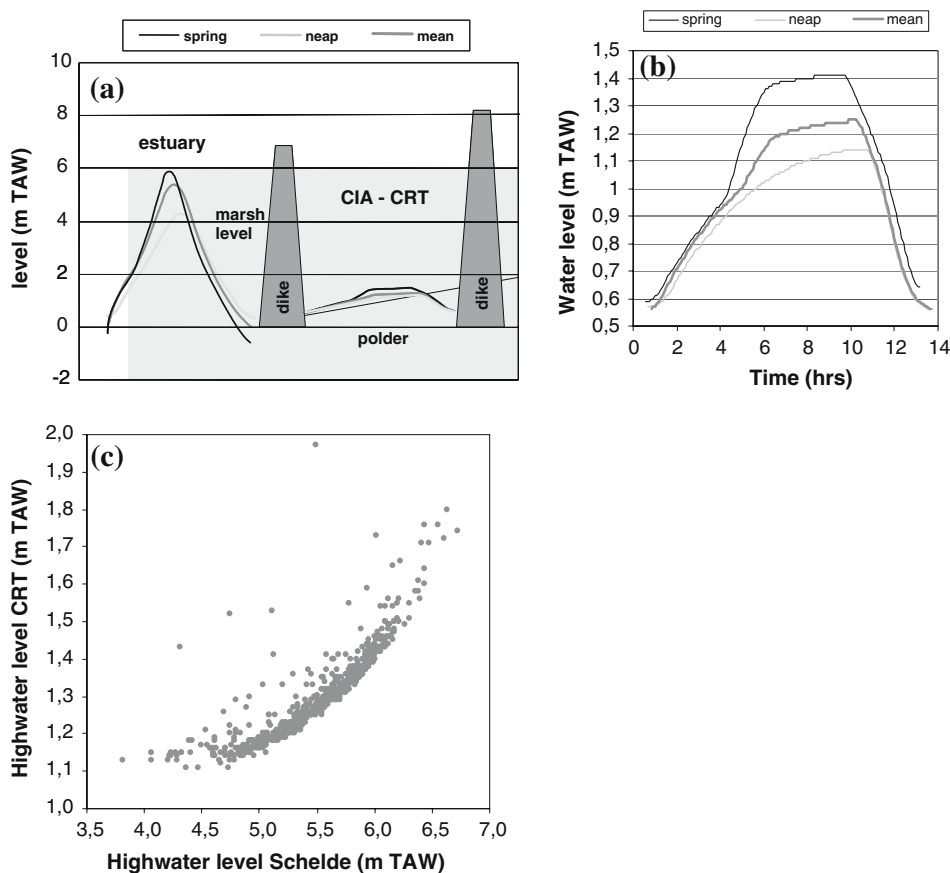 spring neap mean
(a)
level (m TAW)
10
8
6
4
2
0
-2
estuary
marsh
level
CIA - CRT
dike
dike
polder
spring neap mean
(b)
Water level (m TAW)
1,5
1,4
1,3
1,2
1,1
1
0,9
0,8
0,7
0,6
0,5
0 2 4 6 8 10 12 14
Time (hrs)
(c)
Highwater level CRT (m TAW)
2,0
1,9
1,8
1,7
1,6
1,5
1,4
1,3
1,2
1,1
1,0
3,5 4,0 4,5 5,0 5,5 6,0 6,5 7,0
Highwater level Schelde (m TAW)